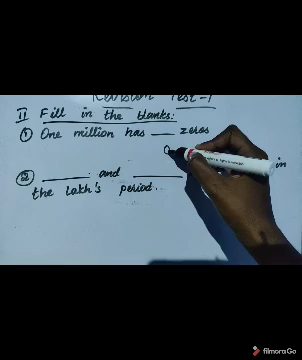 Revision Test-1
II Fill in the blanks:
① One million has ___ zeros
② ______ and ______ in
the lakh's period.
filmoraGo